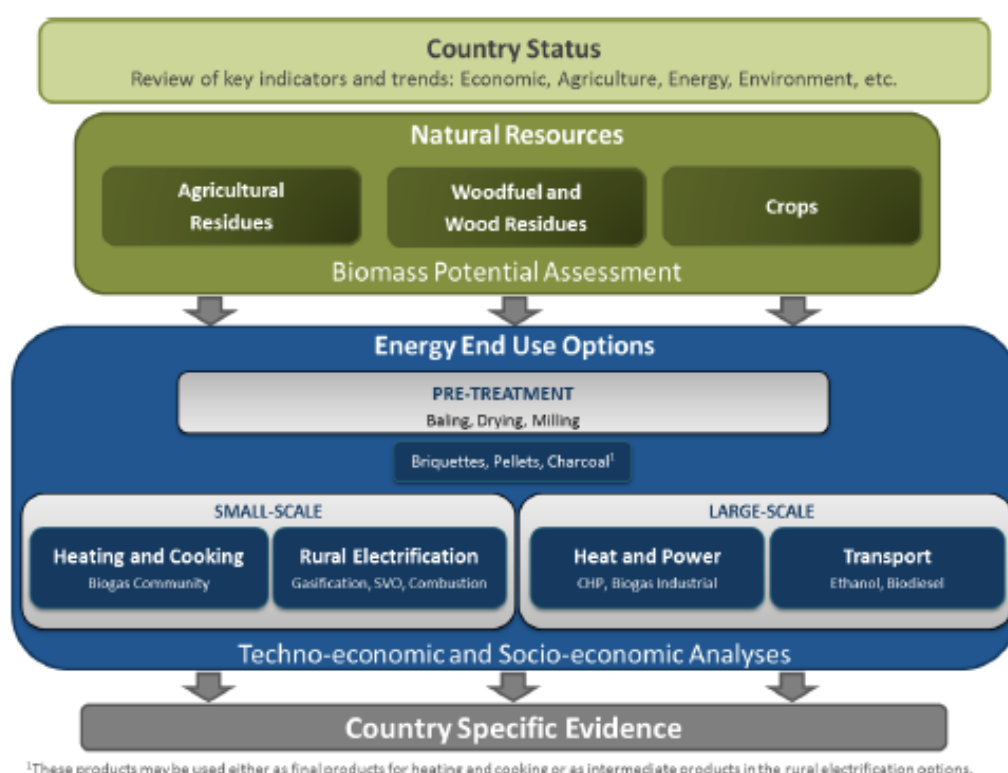 Country Status
Review of key indicators and trends: Economic, Agriculture, Energy, Environment, etc.
Natural Resources
Agricultural
Residues
Woodfuel and
Wood Residues
Crops
Biomass Potential Assessment
Energy End Use Options
PRE-TREATMENT
Baling, Drying, Milling
Briquettes, Pellets, Charcoal¹
SMALL-SCALE
Heating and Cooking
Biogas Community
Rural Electrification
Gasification, SVO, Combustion
LARGE-SCALE
Heat and Power
CHP, Biogas Industrial
Transport
Ethanol, Biodiesel
Techno-economic and Socio-economic Analyses
Country Specific Evidence
¹These products may be used either as final products for heating and cooking or as intermediate products in the rural electrification options.